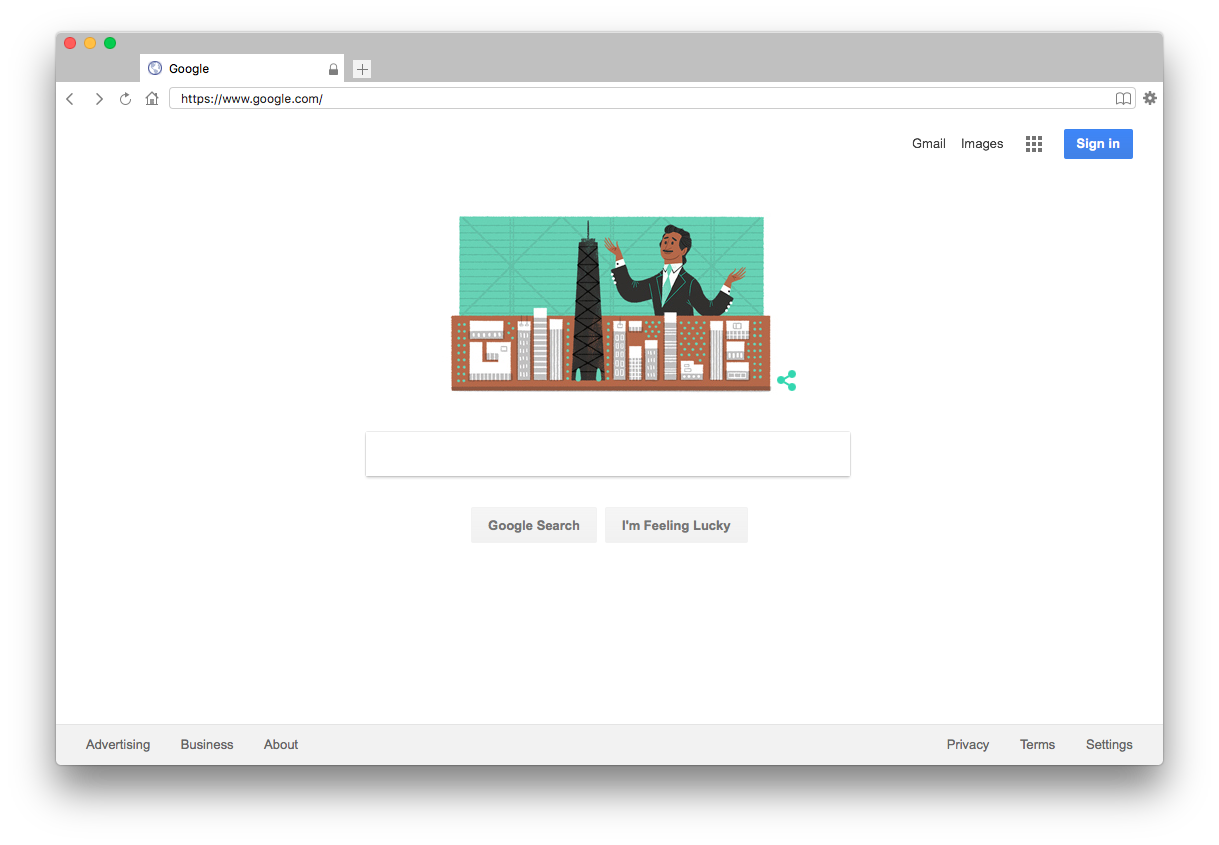 Google
https://www.google.com/
Gmail Images Sign in
Google Search I'm Feeling Lucky
Advertising Business About Privacy Terms Settings